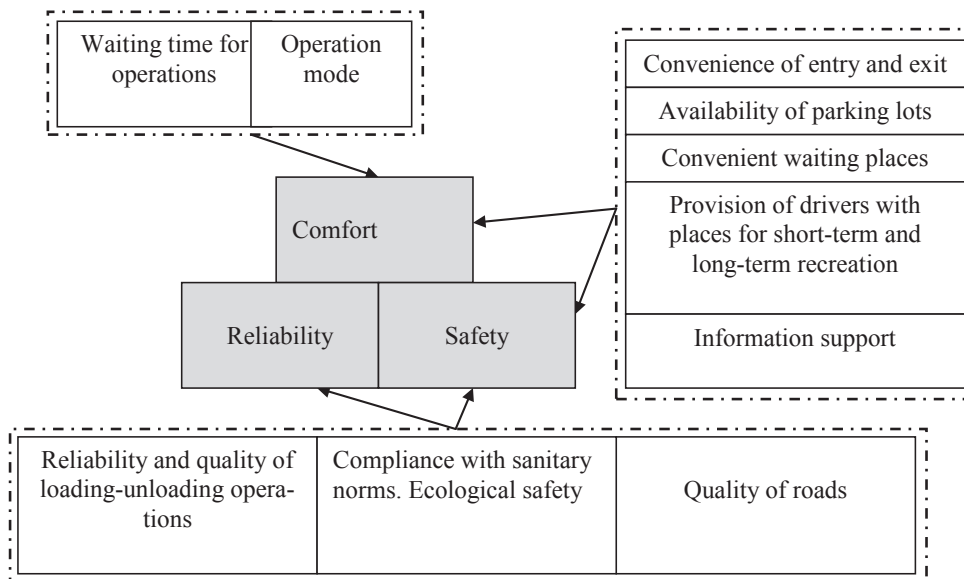 Waiting time for
operations
Operation
mode
Convenience of entry and exit
Availability of parking lots
Convenient waiting places
Provision of drivers with
places for short-term and
long-term recreation
Information support
Comfort
Reliability
Safety
Reliability and quality of
loading-unloading opera-
tions
Compliance with sanitary
norms. Ecological safety
Quality of roads